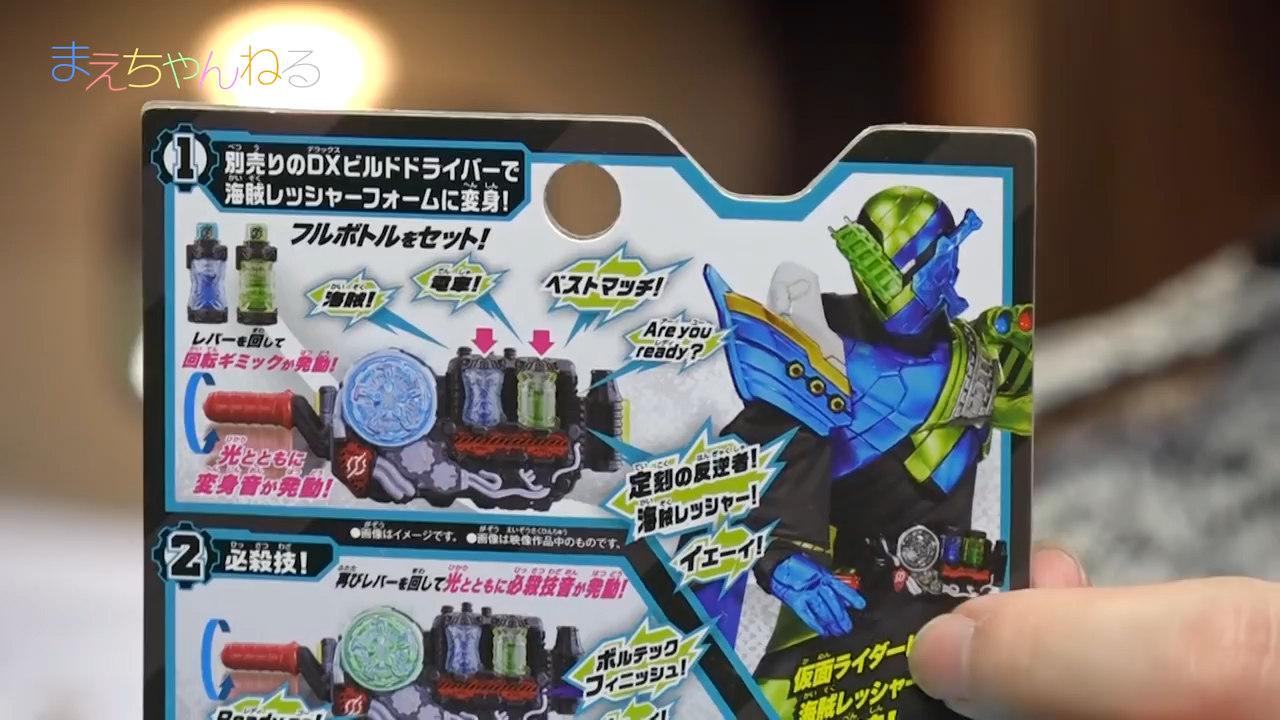 まえちゃんねる
1
別売りのDXビルドドライバーで
海賊レッシャーフォームに変身!
フルボトルをセット!
海賊!
電車!
ベストマッチ!
Are you
ready?
レバーを回して
回転ギミックが発動!
光とともに
変身音が発動!
定刻の反逆者!
海賊レッシャー!
イエーイ!
●画像はイメージです。 ●画像は映像作品中のものです。
2
必殺技!
再びレバーを回して光とともに必殺技音が発動!
ボルテック
フィニッシュ!
Ready go!
イ!
仮面ライダー
海賊レッシャー